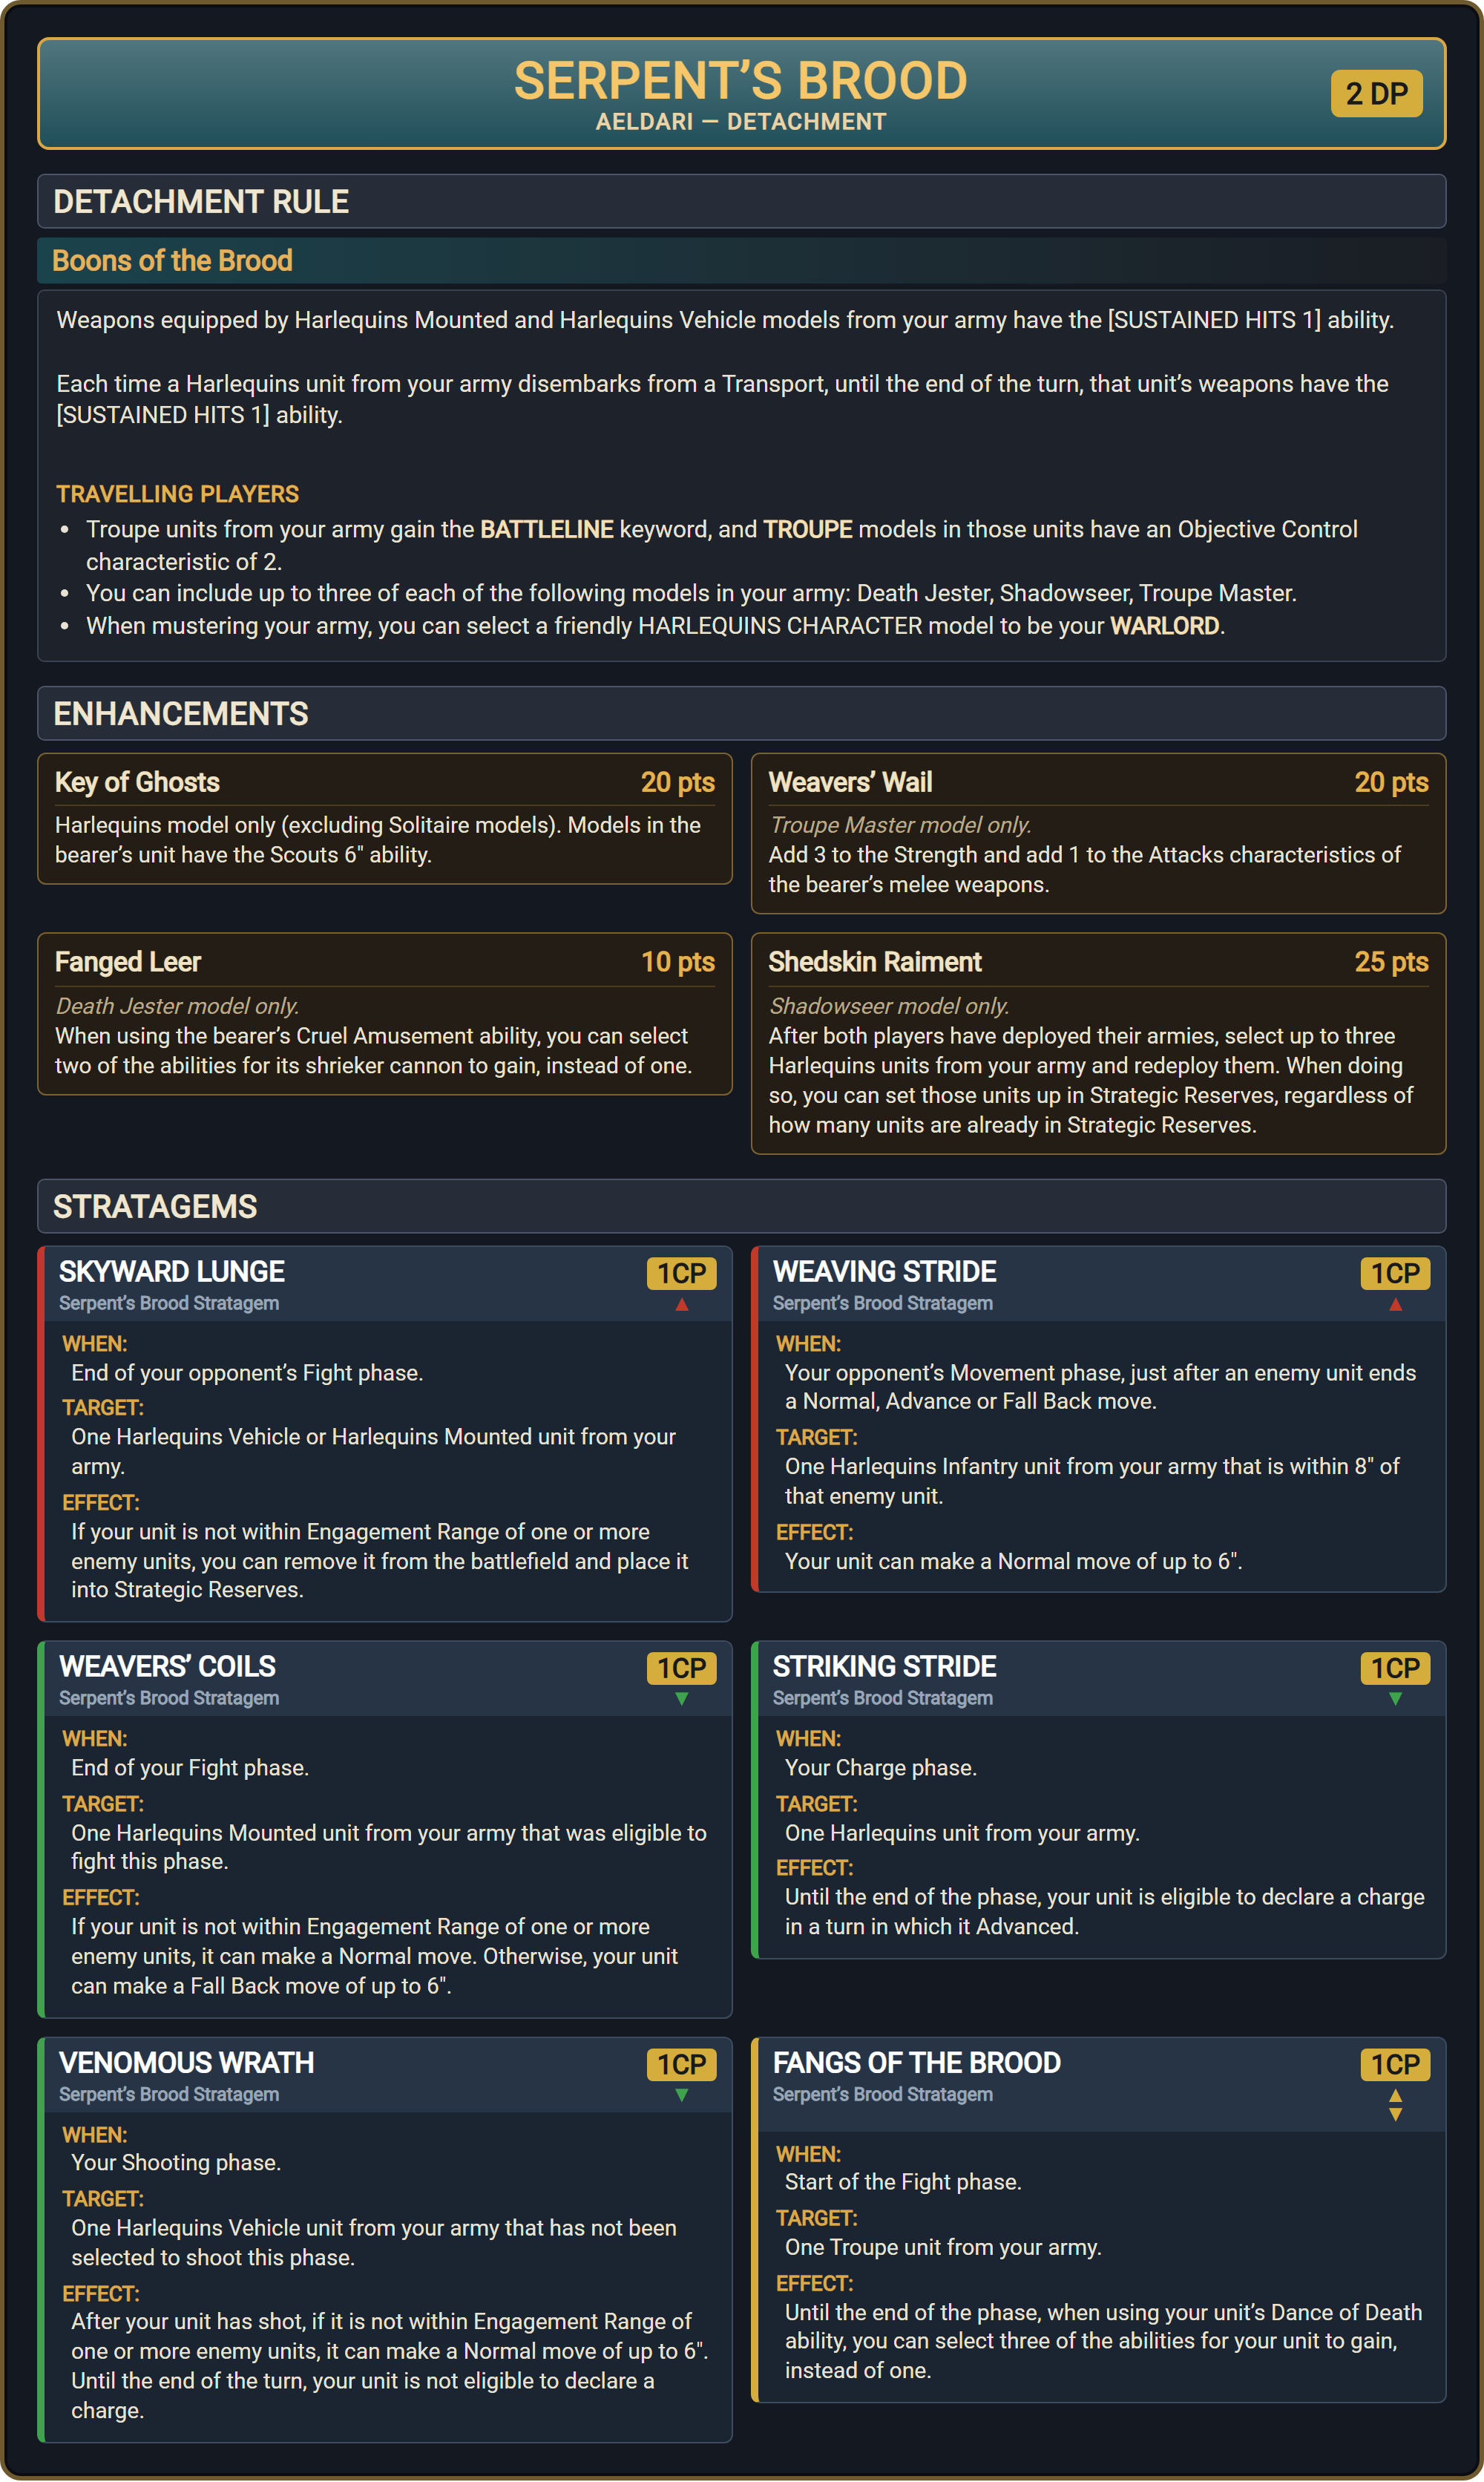 SERPENT’S BROOD
AELDARI — DETACHMENT
2 DP
DETACHMENT RULE
Boons of the Brood
Weapons equipped by Harlequins Mounted and Harlequins Vehicle models from your army have the [SUSTAINED HITS 1] ability.
Each time a Harlequins unit from your army disembarks from a Transport, until the end of the turn, that unit’s weapons have the
[SUSTAINED HITS 1] ability.
TRAVELLING PLAYERS
• Troupe units from your army gain the BATTLELINE keyword, and TROUPE models in those units have an Objective Control
characteristic of 2.
• You can include up to three of each of the following models in your army: Death Jester, Shadowseer, Troupe Master.
• When mustering your army, you can select a friendly HARLEQUINS CHARACTER model to be your WARLORD.
ENHANCEMENTS
Key of Ghosts
20 pts
Harlequins model only (excluding Solitaire models). Models in the
bearer’s unit have the Scouts 6" ability.
Weavers’ Wail
20 pts
Troupe Master model only.
Add 3 to the Strength and add 1 to the Attacks characteristics of
the bearer’s melee weapons.
Fanged Leer
10 pts
Death Jester model only.
When using the bearer’s Cruel Amusement ability, you can select
two of the abilities for its shrieker cannon to gain, instead of one.
Shedskin Raiment
25 pts
Shadowseer model only.
After both players have deployed their armies, select up to three
Harlequins units from your army and redeploy them. When doing
so, you can set those units up in Strategic Reserves, regardless of
how many units are already in Strategic Reserves.
STRATAGEMS
SKYWARD LUNGE
1CP
Serpent’s Brood Stratagem
▲
WHEN:
End of your opponent’s Fight phase.
TARGET:
One Harlequins Vehicle or Harlequins Mounted unit from your
army.
EFFECT:
If your unit is not within Engagement Range of one or more
enemy units, you can remove it from the battlefield and place it
into Strategic Reserves.
WEAVING STRIDE
1CP
Serpent’s Brood Stratagem
▲
WHEN:
Your opponent’s Movement phase, just after an enemy unit ends
a Normal, Advance or Fall Back move.
TARGET:
One Harlequins Infantry unit from your army that is within 8" of
that enemy unit.
EFFECT:
Your unit can make a Normal move of up to 6".
WEAVERS’ COILS
1CP
Serpent’s Brood Stratagem
▼
WHEN:
End of your Fight phase.
TARGET:
One Harlequins Mounted unit from your army that was eligible to
fight this phase.
EFFECT:
If your unit is not within Engagement Range of one or more
enemy units, it can make a Normal move. Otherwise, your unit
can make a Fall Back move of up to 6".
STRIKING STRIDE
1CP
Serpent’s Brood Stratagem
▼
WHEN:
Your Charge phase.
TARGET:
One Harlequins unit from your army.
EFFECT:
Until the end of the phase, your unit is eligible to declare a charge
in a turn in which it Advanced.
VENOMOUS WRATH
1CP
Serpent’s Brood Stratagem
▼
WHEN:
Your Shooting phase.
TARGET:
One Harlequins Vehicle unit from your army that has not been
selected to shoot this phase.
EFFECT:
After your unit has shot, if it is not within Engagement Range of
one or more enemy units, it can make a Normal move of up to 6".
Until the end of the turn, your unit is not eligible to declare a
charge.
FANGS OF THE BROOD
1CP
Serpent’s Brood Stratagem
▲
▼
WHEN:
Start of the Fight phase.
TARGET:
One Troupe unit from your army.
EFFECT:
Until the end of the phase, when using your unit’s Dance of Death
ability, you can select three of the abilities for your unit to gain,
instead of one.